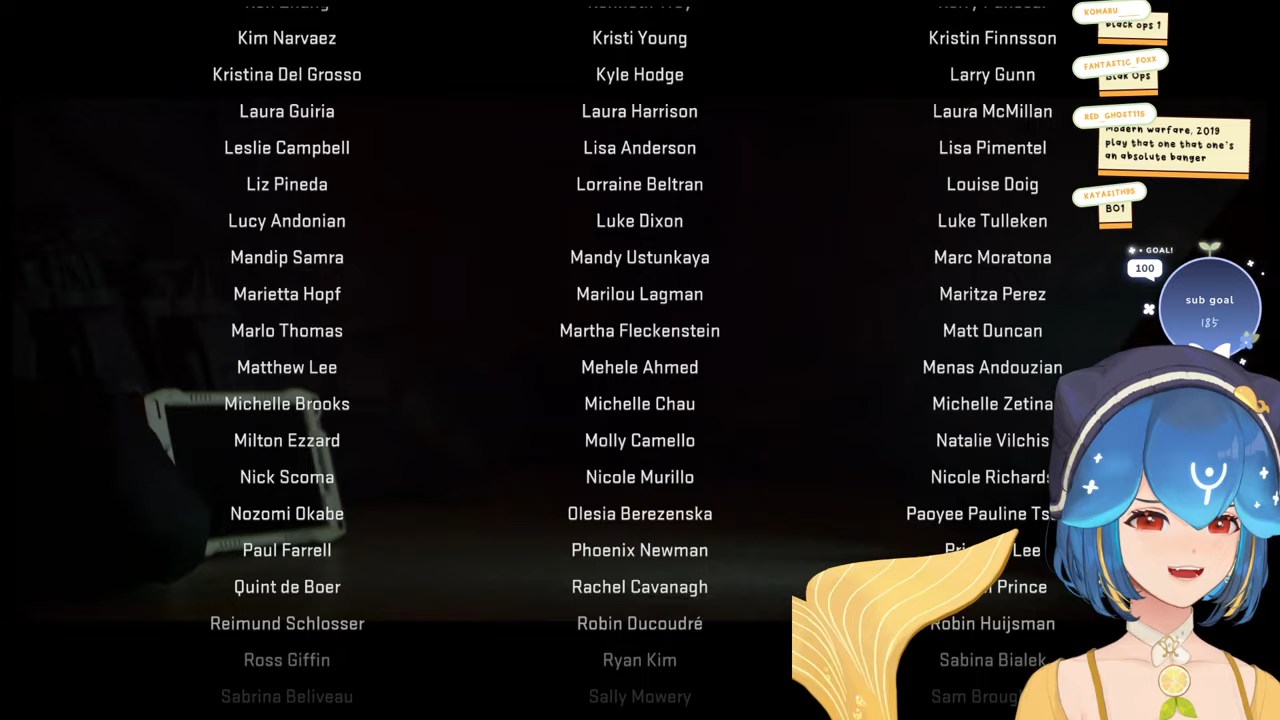 Kim Narvaez Kristi Young Kristin Finnsson
Kristina Del Grosso Kyle Hodge Larry Gunn
Laura Guiria Laura Harrison Laura McMillan
Leslie Campbell Lisa Anderson Lisa Pimentel
Liz Pineda Lorraine Beltran Louise Doig
Lucy Andonian Luke Dixon Luke Tulleken
Mandip Samra Mandy Ustunkaya Marc Moratona
Marietta Hopf Marilou Lagman Maritza Perez
Marlo Thomas Martha Fleckenstein Matt Duncan
Matthew Lee Mehele Ahmed Menas Andouzian
Michelle Brooks Michelle Chau Michelle Zetina
Milton Ezzard Molly Camello Natalie Vilchis
Nick Scoma Nicole Murillo Nicole
Nozomi Okabe Olesia Berezenska Paoyee Pauline
Paul Farrell Phoenix Newman Lee
Quint de Boer Rachel Cavanagh Prince
Reimund Schlosser Robin Ducoudré Robin Huijsman
Ross Giffin Ryan Kim Sabina Bialek
Sabrina Beliveau Sally Mowery Sam
KOMARU
Black ops 1
FANTASTIC_FOXX
Blak Ops
RED_GHOST115
Modern warfare, 2019
play that one that one's
an absolute banger
KAYASITH95
BO1
GOAL!
100
sub goal
185